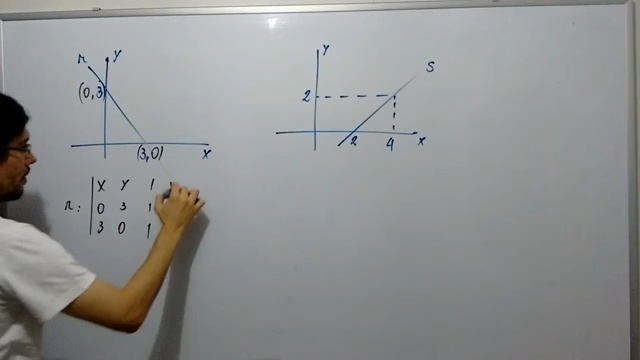 r
y
(0,3)
(3,0)
x
y
s
2
2
4
x
r: | x y 1 |
0 3 1
3 0 1